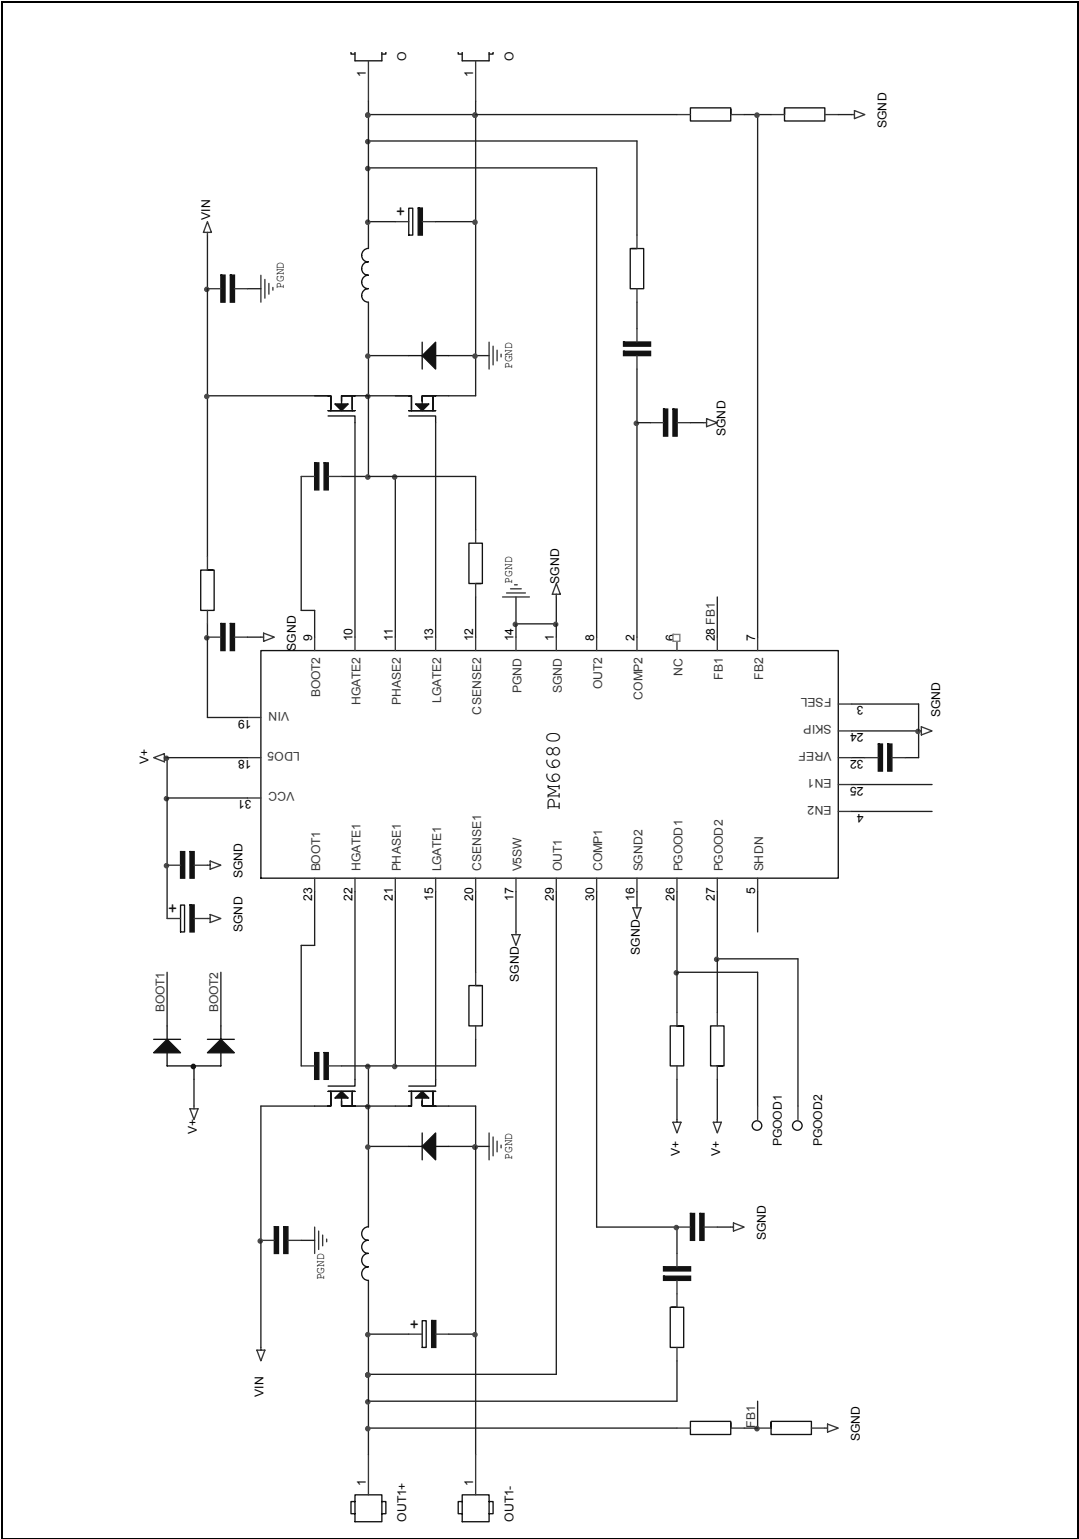 1
O
1
O
SGND
VIN
PGND
PGND
SGND
PGND
SGND
SGND
9
10
11
13
12
14
1
8
2
6
28
FB1
7
BOOT2
HGATE2
PHASE2
LGATE2
CSENSE2
PGND
SGND
OUT2
COMP2
NC
FB1
FB2
19
VIN
V+
18
LDO5
31
VCC
PM6680
FSEL
3
SKIP
24
VREF
32
EN1
25
EN2
4
SGND
BOOT1
HGATE1
PHASE1
LGATE1
CSENSE1
V5SW
OUT1
COMP1
SGND2
PGOOD1
PGOOD2
SHDN
23
22
21
15
20
17
29
30
16
26
27
5
SGND
+
SGND
SGND
SGND
BOOT1
BOOT2
V+
PGND
V+
V+
PGOOD1
PGOOD2
PGND
SGND
+
+
VIN
FB1
SGND
1
OUT1+
1
OUT1-